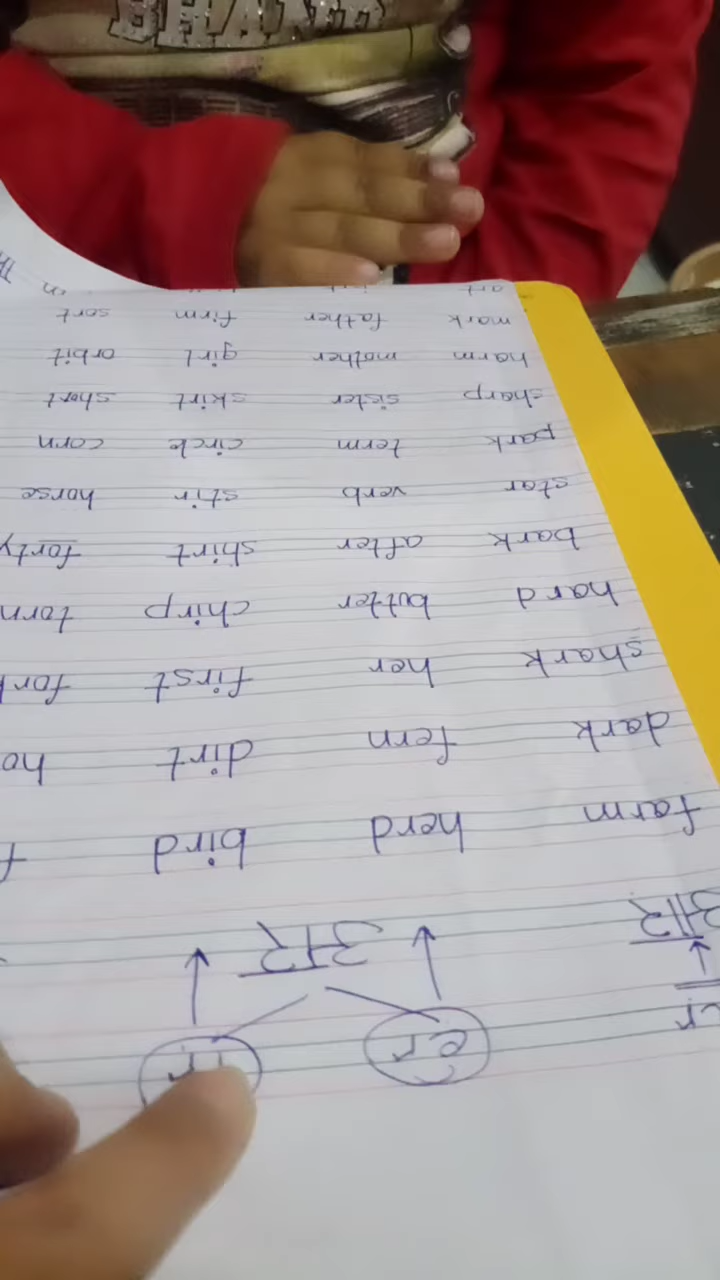 er ir
आर अर
farm herd bird
dark fern dirt
shark her first
hard butter chirp torn
bark after shirt forty
star verb stir horse
park term circle corn
sharp sister skirt short
harm mother girl orbit
mark father firm sort
art